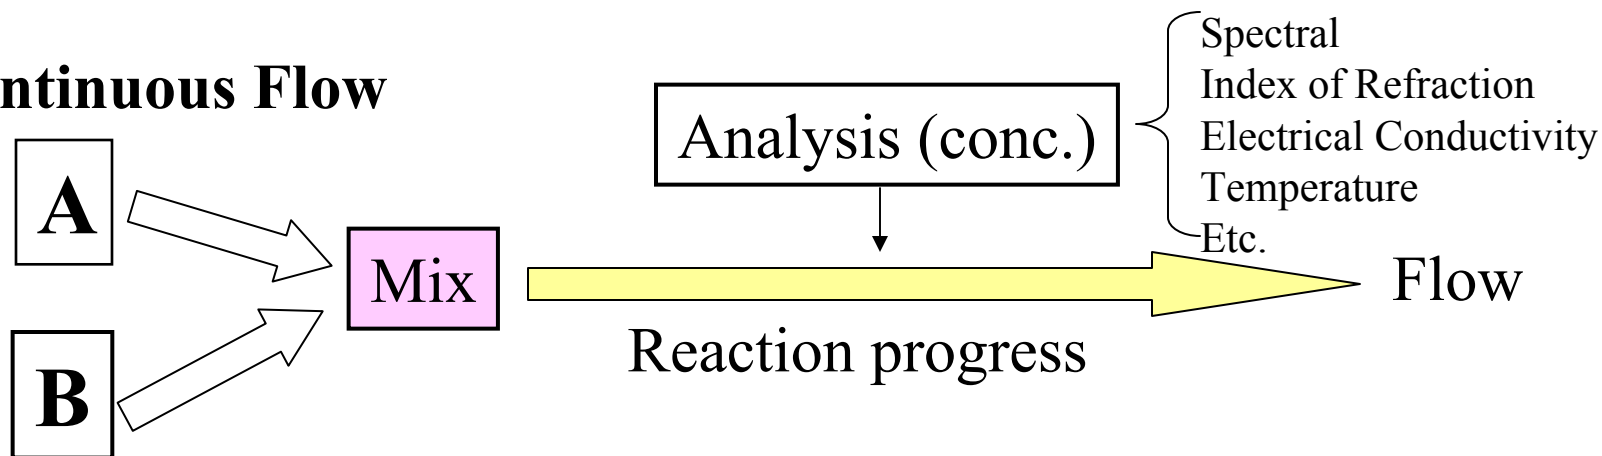 ntinuous Flow
A
B
Mix
Analysis (conc.)
Spectral
Index of Refraction
Electrical Conductivity
Temperature
Etc.
Flow
Reaction progress